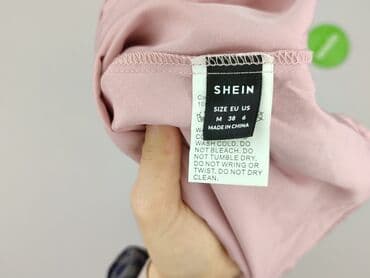 SHEIN
SIZE EU US
M 38 6
MADE IN CHINA
WASH COLD. DO
NOT BLEACH. DO
NOT TUMBLE DRY.
DO NOT WRING OR
TWIST, DO NOT DRY
CLEAN.